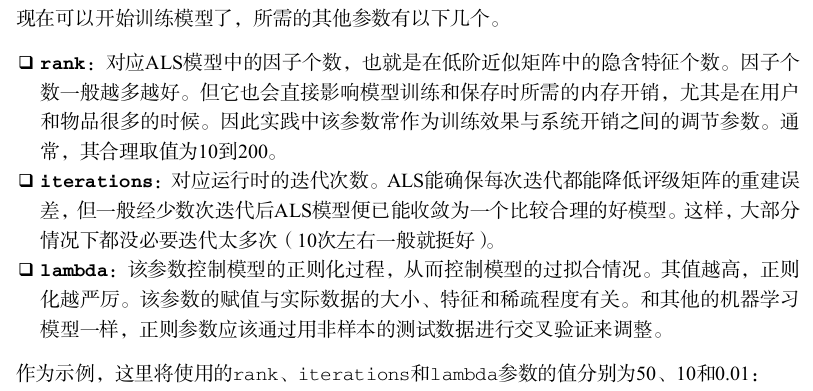 现在可以开始训练模型了，所需的其他参数有以下几个。
❑ rank：对应ALS模型中的因子个数，也就是在低阶近似矩阵中的隐含特征个数。因子个
数一般越多越好。但它也会直接影响模型训练和保存时所需的内存开销，尤其是在用户
和物品很多的时候。因此实践中该参数常作为训练效果与系统开销之间的调节参数。通
常，其合理取值为10到200。
❑ iterations：对应运行时的迭代次数。ALS能确保每次迭代都能降低评级矩阵的重建误
差，但一般经少数次迭代后ALS模型便已能收敛为一个比较合理的好模型。这样，大部分
情况下都没必要迭代太多次（10次左右一般就挺好）。
❑ lambda：该参数控制模型的正则化过程，从而控制模型的过拟合情况。其值越高，正则
化越严厉。该参数的赋值与实际数据的大小、特征和稀疏程度有关。和其他的机器学习
模型一样，正则参数应该通过用非样本的测试数据进行交叉验证来调整。
作为示例，这里将使用的rank、iterations和lambda参数的值分别为50、10和0.01：